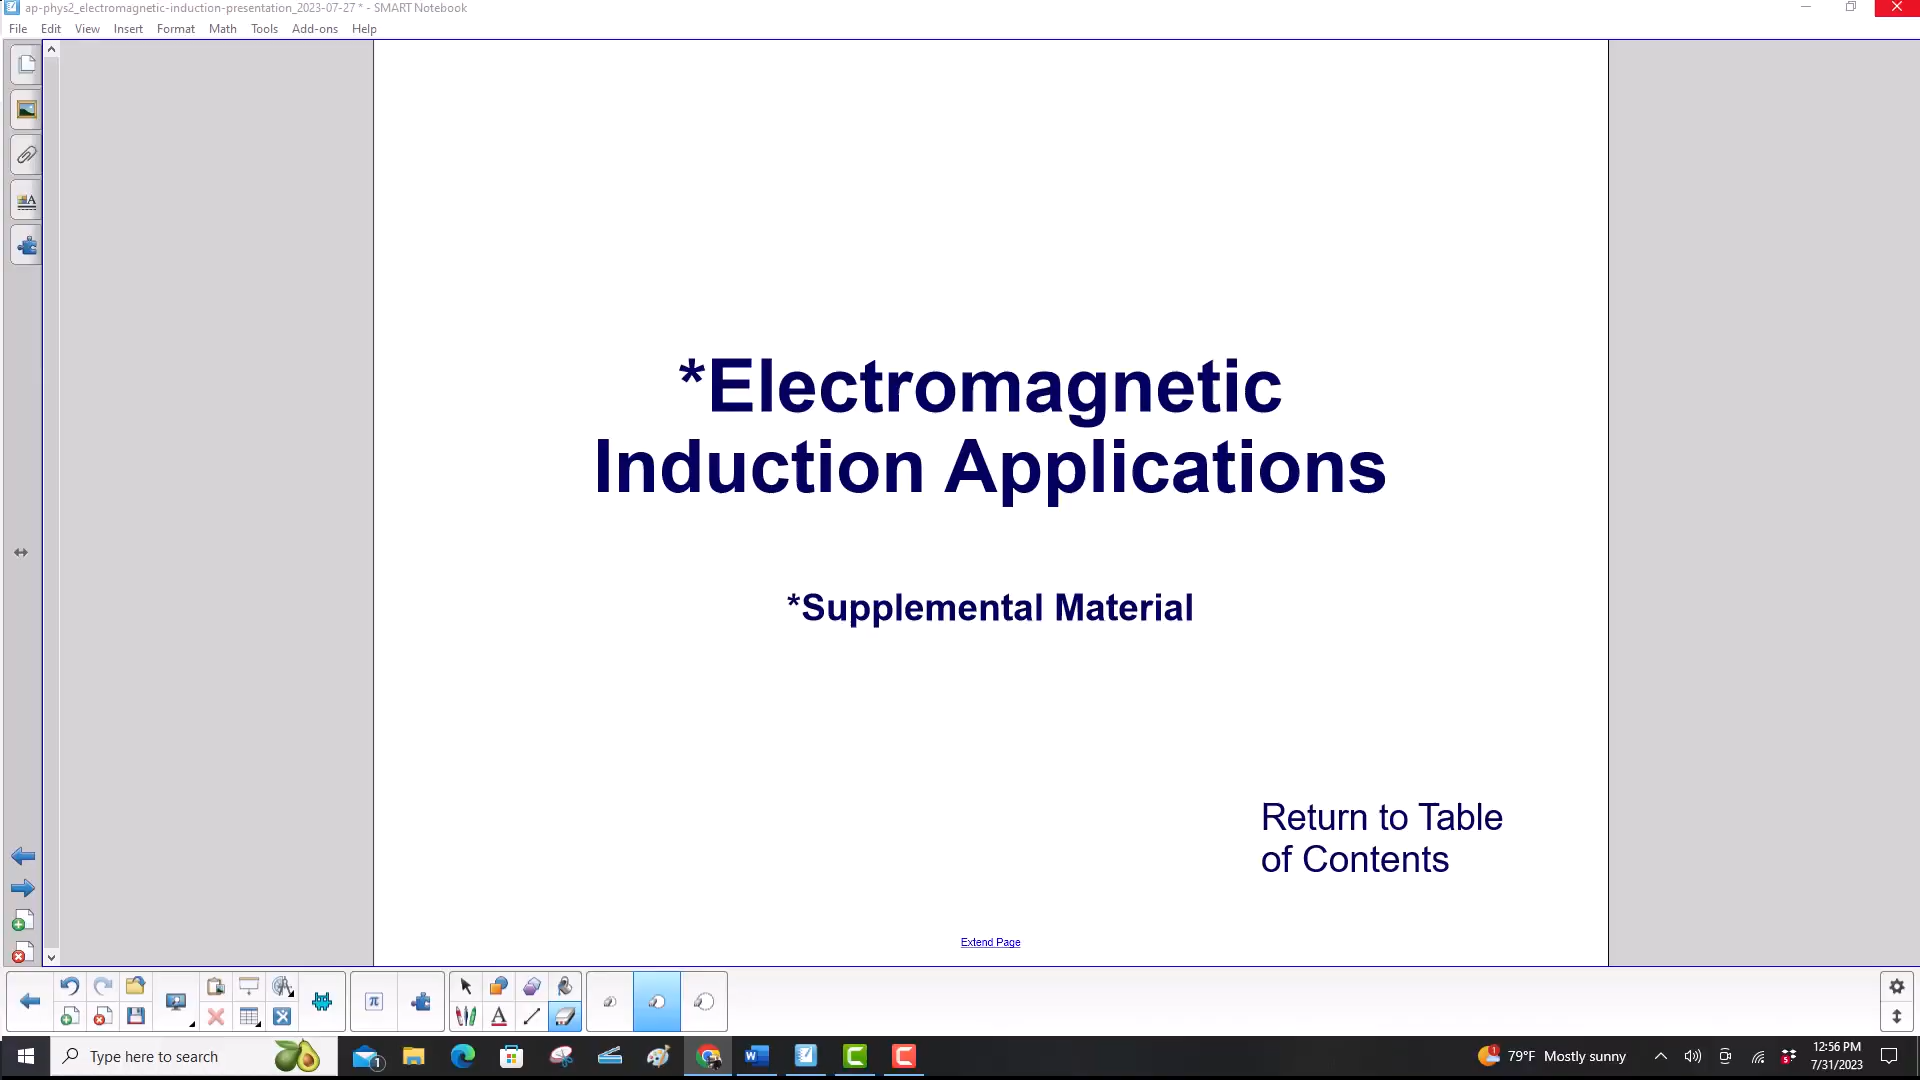 ap-phys2_electromagnetic-induction-presentation_2023-07-27 * - SMART Notebook
File Edit View Insert Format Math Tools Add-ons Help
*Electromagnetic
Induction Applications
*Supplemental Material
Return to Table
of Contents
Extend Page
Type here to search
79°F Mostly sunny
12:56 PM
7/31/2023